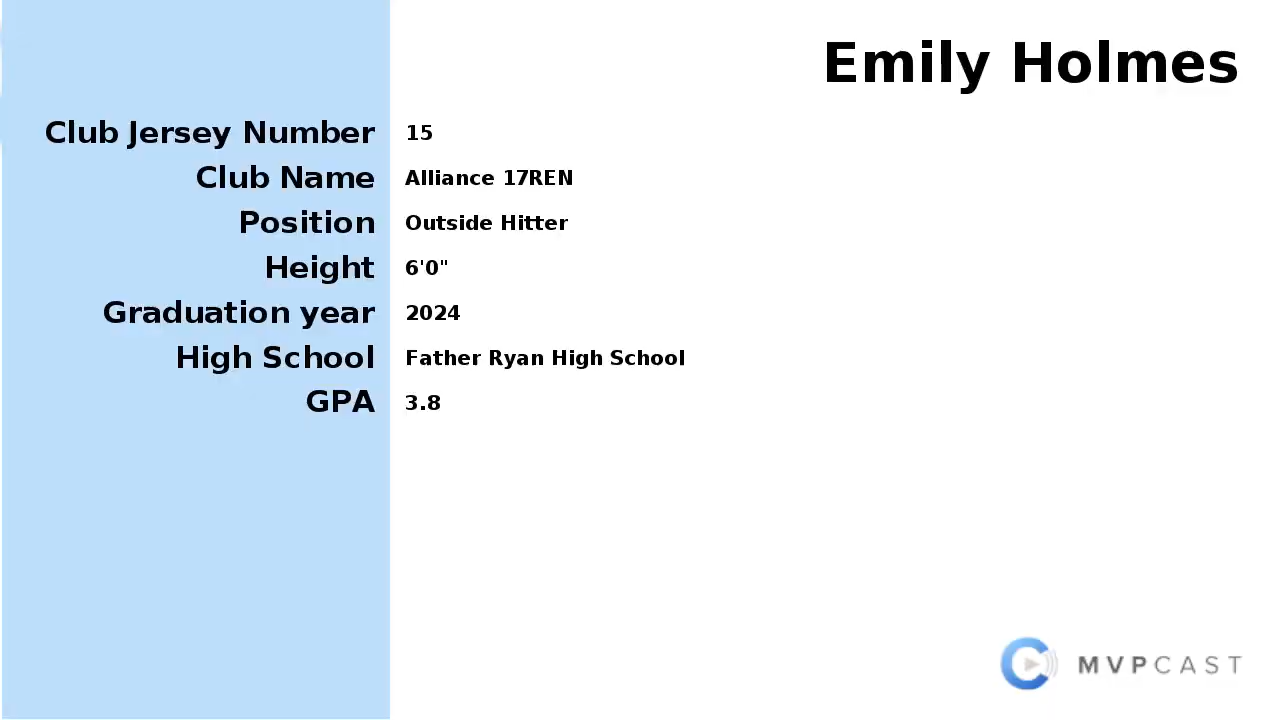 Emily Holmes
Club Jersey Number 15
Club Name Alliance 17REN
Position Outside Hitter
Height 6'0"
Graduation year 2024
High School Father Ryan High School
GPA 3.8
MVPCAST